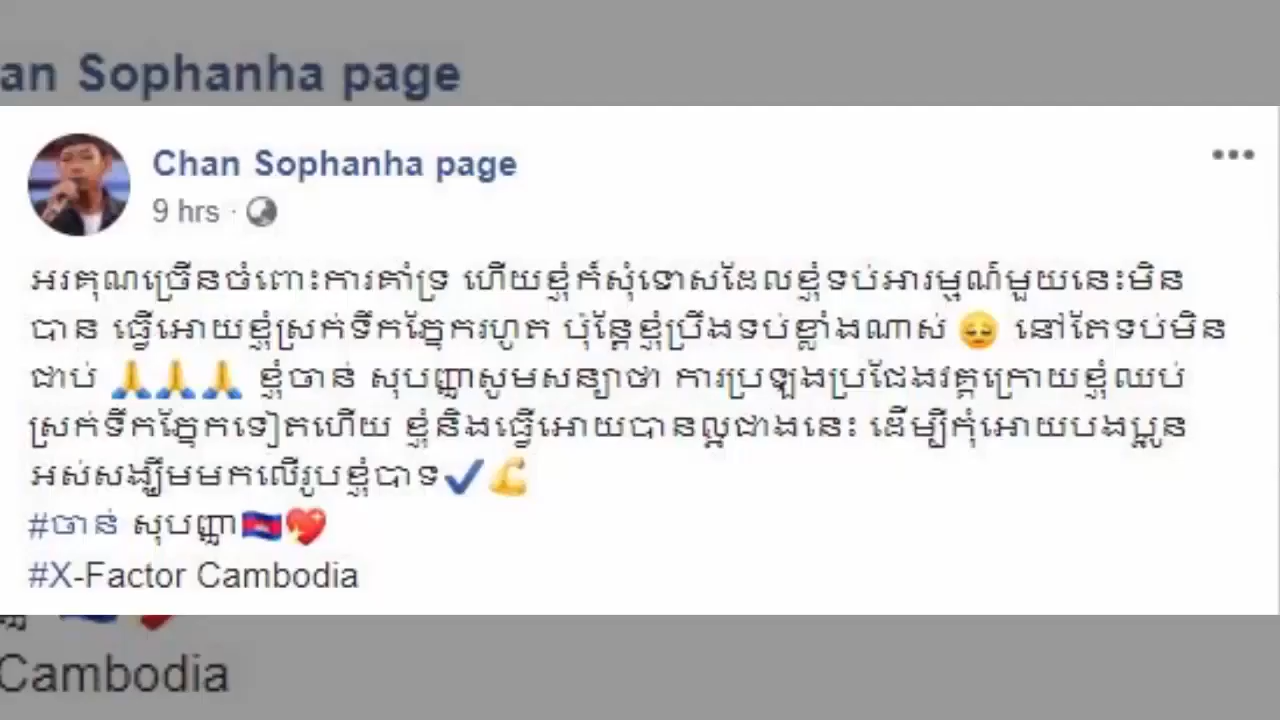 an Sophanha page
Chan Sophanha page
9 hrs ·
អរគុណច្រើនចំពោះការគាំទ្រ ហើយខ្ញុំក៏សុំទោសដែលខ្ញុំទប់អារម្មណ៍មួយនេះមិន
បាន ធ្វើអោយខ្ញុំស្រក់ទឹកភ្នែករហូត ប៉ុន្តែខ្ញុំប្រឹងទប់ខ្លាំងណាស់ 😔 នៅតែទប់មិន
ជាប់ 🙏🙏🙏 ខ្ញុំចាន់ សុបញ្ញាសូមសន្យាថា ការប្រឡងប្រជែងវគ្គក្រោយខ្ញុំឈប់
ស្រក់ទឹកភ្នែកទៀតហើយ ខ្ញុំនិងធ្វើអោយបានល្អជាងនេះ ដើម្បីកុំអោយបងប្អូន
អស់សង្ឃឹមមកលើរូបខ្ញុំបាទ✔💪
#ចាន់ សុបញ្ញា🇰🇭💖
#X-Factor Cambodia
Cambodia